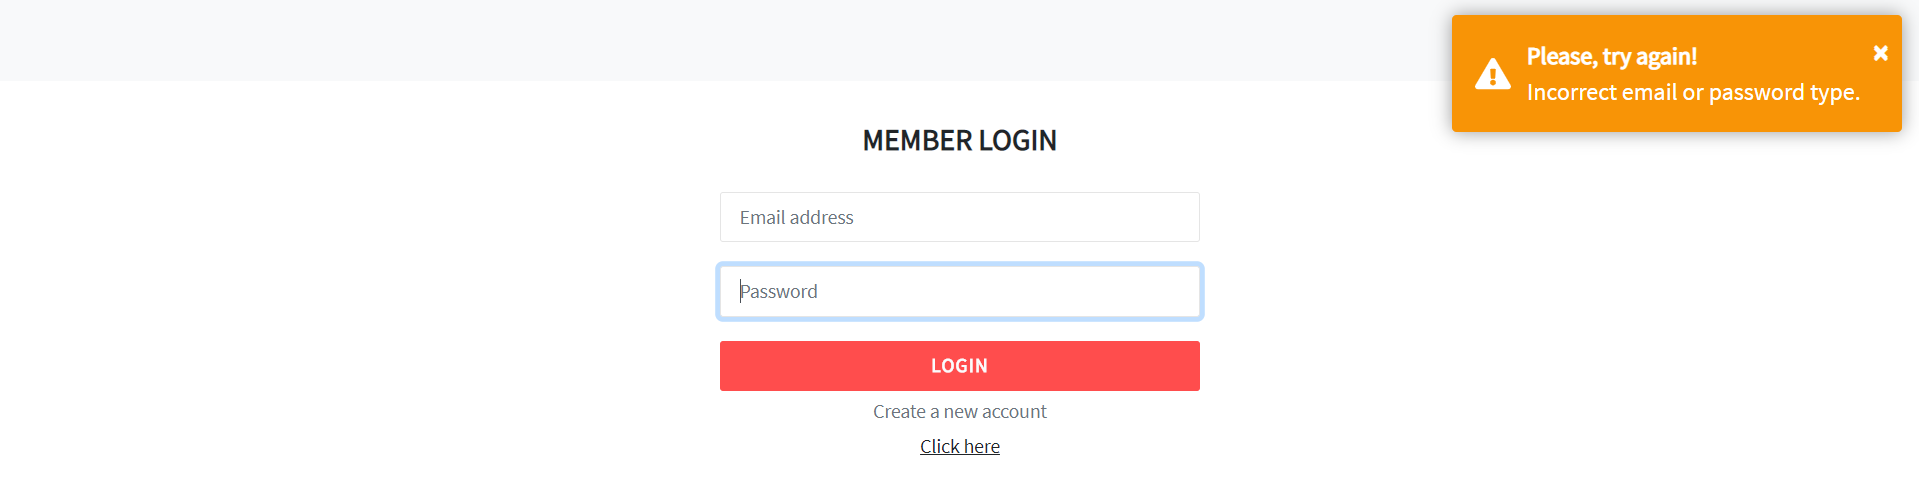 Please, try again!
Incorrect email or password type.
×
MEMBER LOGIN
Email address
Password
LOGIN
Create a new account
Click here